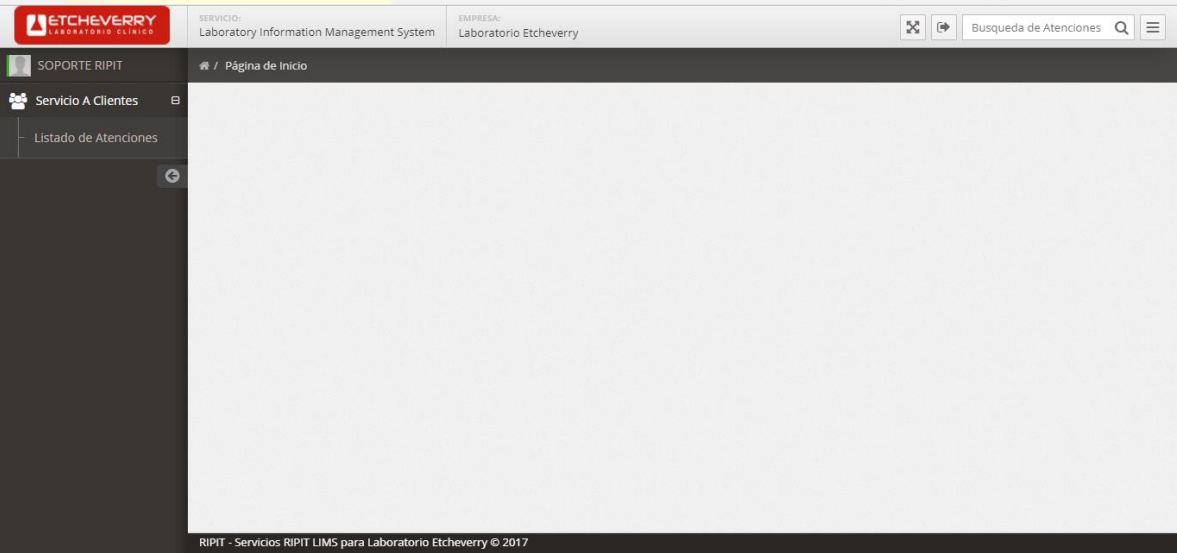 ETCHEVERRY
LABORATORIO CLÍNICO
SERVICIO:
Laboratory Information Management System
EMPRESA:
Laboratorio Etcheverry
Busqueda de Atenciones
SOPORTE RIPIT
/ Página de Inicio
Servicio A Clientes
Listado de Atenciones
RIPIT - Servicios RIPIT LIMS para Laboratorio Etcheverry © 2017